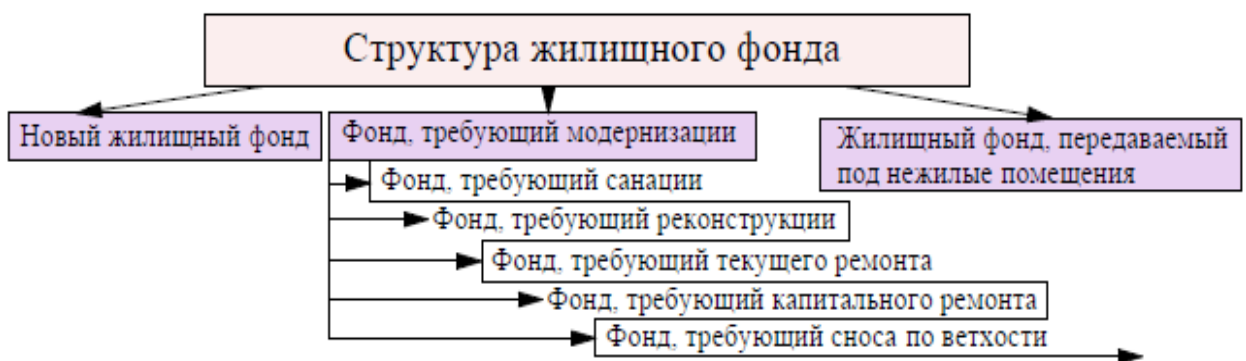 Структура жилищного фонда
Новый жилищный фонд
Фонд, требующий модернизации
Жилищный фонд, передаваемый
под нежилые помещения
Фонд, требующий санации
Фонд, требующий реконструкции
Фонд, требующий текущего ремонта
Фонд, требующий капитального ремонта
Фонд, требующий сноса по ветхости